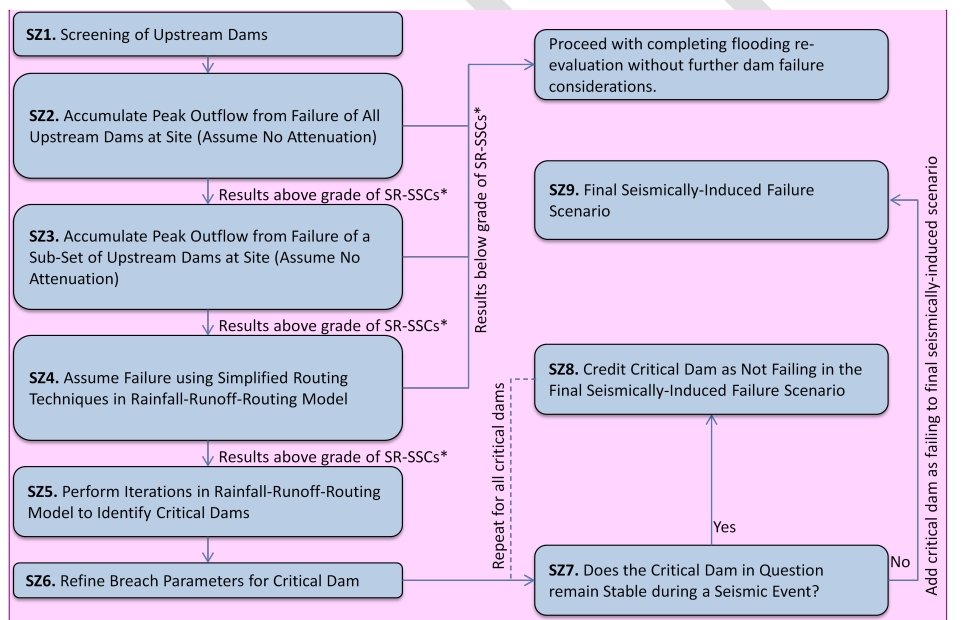 SZ1. Screening of Upstream Dams
SZ2. Accumulate Peak Outflow from Failure of All
Upstream Dams at Site (Assume No Attenuation)
Results above grade of SR-SSCs*
SZ3. Accumulate Peak Outflow from Failure of a
Sub-Set of Upstream Dams at Site (Assume No
Attenuation)
Results above grade of SR-SSCs*
SZ4. Assume Failure using Simplified Routing
Techniques in Rainfall-Runoff-Routing Model
Results above grade of SR-SSCs*
SZ5. Perform Iterations in Rainfall-Runoff-Routing
Model to Identify Critical Dams
SZ6. Refine Breach Parameters for Critical Dam
Results below grade of SR-SSCs*
Proceed with completing flooding re-
evaluation without further dam failure
considerations.
SZ9. Final Seismically-Induced Failure
Scenario
SZ8. Credit Critical Dam as Not Failing in the
Final Seismically-Induced Failure Scenario
Repeat for all critical dams
Yes
SZ7. Does the Critical Dam in Question
remain Stable during a Seismic Event?
No
Add critical dam as failing to final seismically-induced scenario